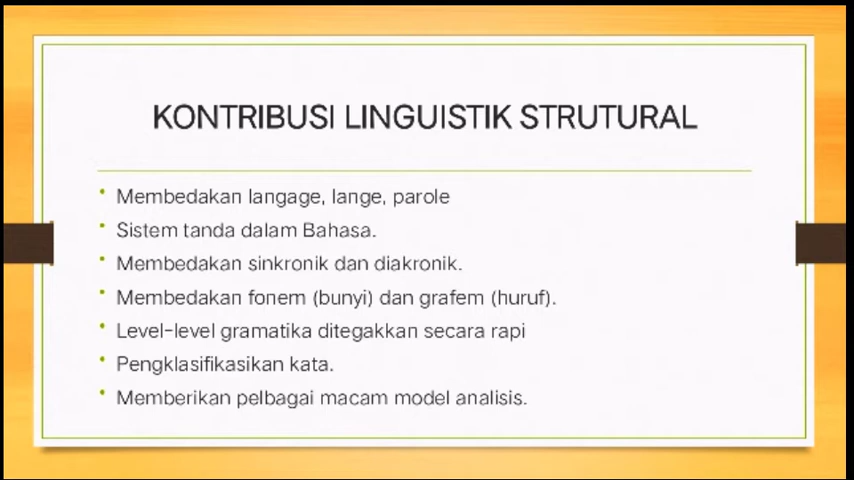 KONTRIBUSI LINGUISTIK STRUTURAL
• Membedakan langage, lange, parole
• Sistem tanda dalam Bahasa.
• Membedakan sinkronik dan diakronik.
• Membedakan fonem (bunyi) dan grafem (huruf).
• Level-level gramatika ditegakkan secara rapi
• Pengklasifikasikan kata.
• Memberikan pelbagai macam model analisis.